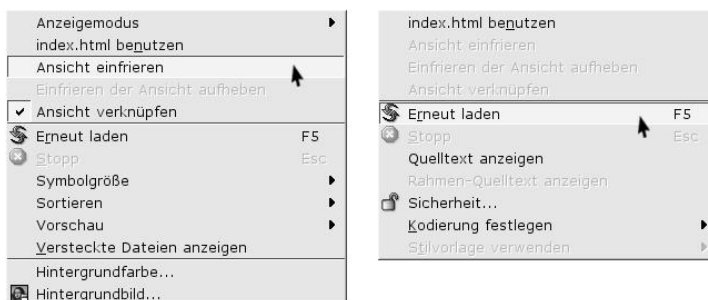 Anzeigemodus
index.html benutzen
Ansicht einfrieren
Einfrieren der Ansicht aufheben
Ansicht verknüpfen
Erneut laden F5
Stopp Esc
Symbolgröße
Sortieren
Vorschau
Versteckte Dateien anzeigen
Hintergrundfarbe...
Hintergrundbild...
index.html benutzen
Ansicht einfrieren
Einfrieren der Ansicht aufheben
Ansicht verknüpfen
Erneut laden F5
Stopp Esc
Quelltext anzeigen
Rahmen-Quelltext anzeigen
Sicherheit...
Kodierung festlegen
Stilvorlage verwenden